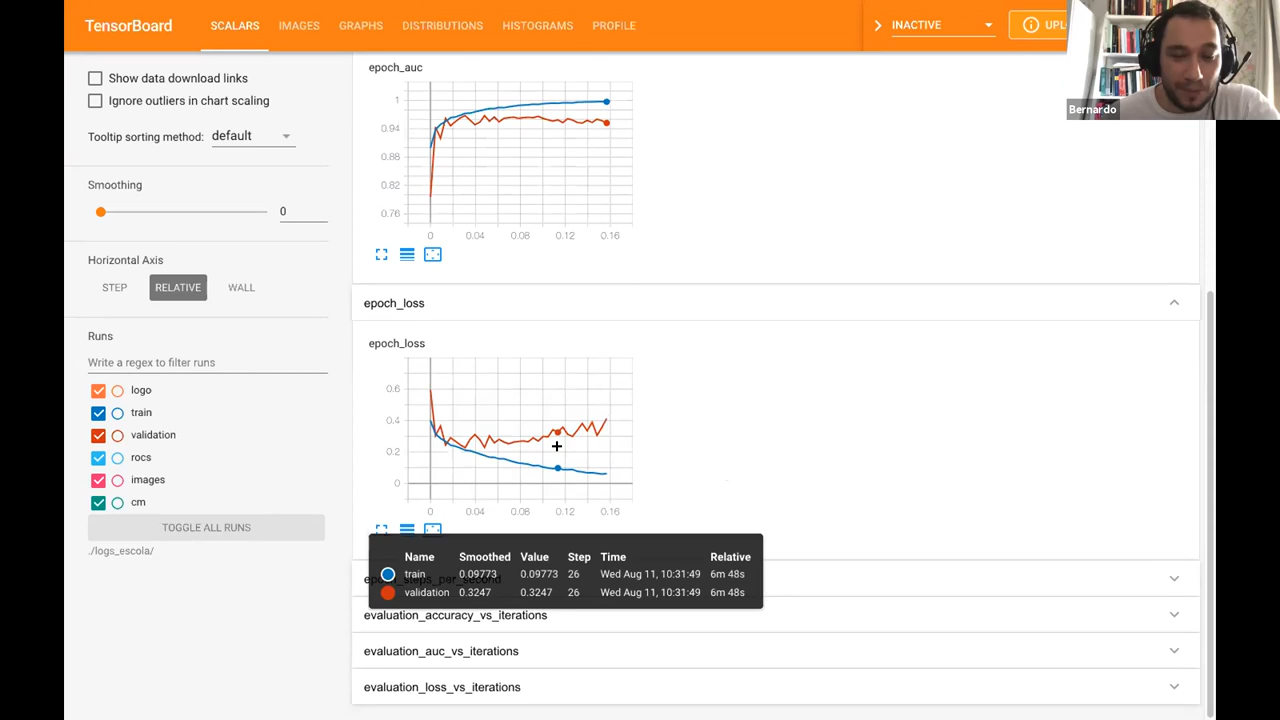 TensorBoard SCALARS IMAGES GRAPHS DISTRIBUTIONS HISTOGRAMS PROFILE INACTIVE UPL
Bernardo
Show data download links
Ignore outliers in chart scaling
Tooltip sorting method: default
Smoothing
0
Horizontal Axis
STEP RELATIVE WALL
Runs
Write a regex to filter runs
logo
train
validation
rocs
images
cm
TOGGLE ALL RUNS
./logs_escola/
epoch_auc
1
0.94
0.88
0.82
0.76
0 0.04 0.08 0.12 0.16
epoch_loss
epoch_loss
0.6
0.4
0.2
0
0 0.04 0.08 0.12 0.16
Name Smoothed Value Step Time Relative
train 0.09773 0.09773 26 Wed Aug 11, 10:31:49 6m 48s
validation 0.3247 0.3247 26 Wed Aug 11, 10:31:49 6m 48s
epoch_steps_per_second
evaluation_accuracy_vs_iterations
evaluation_auc_vs_iterations
evaluation_loss_vs_iterations